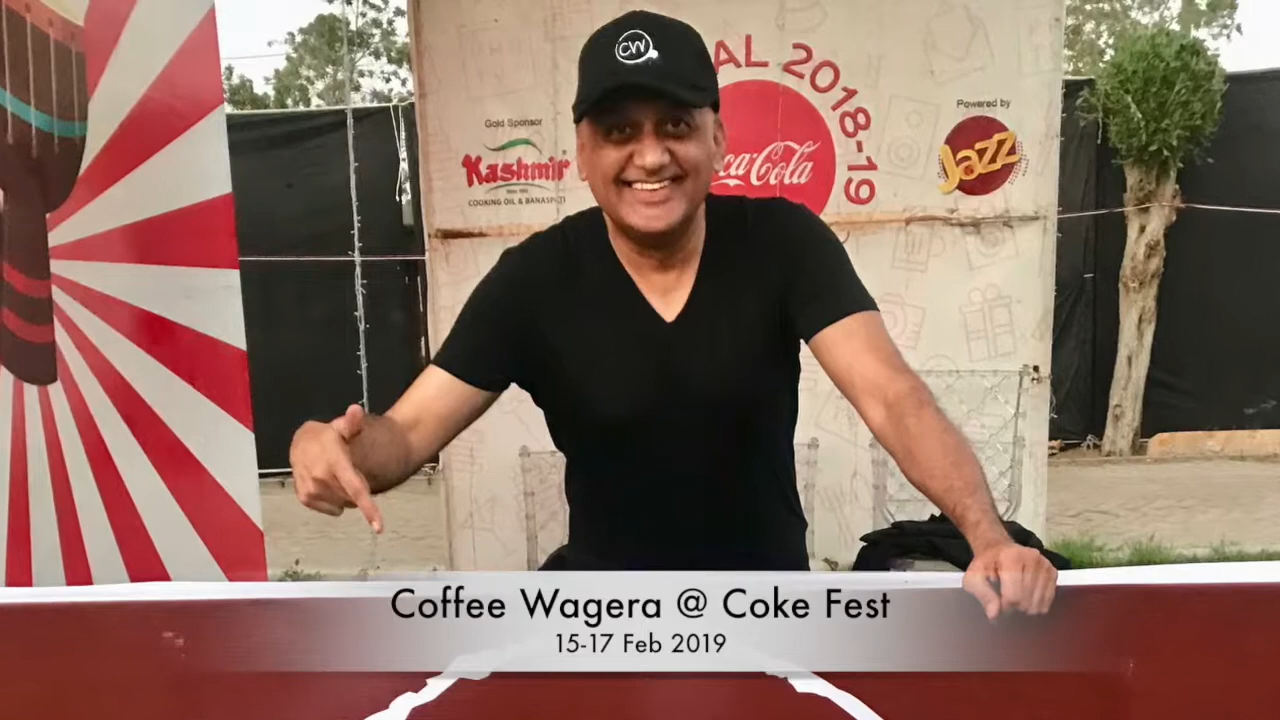 CW
AL 2018-19
Gold Sponsor
Kashmir
COOKING OIL & BANASPATI
ca-Cola
Powered by
Jazz
Coffee Wagera @ Coke Fest
15-17 Feb 2019